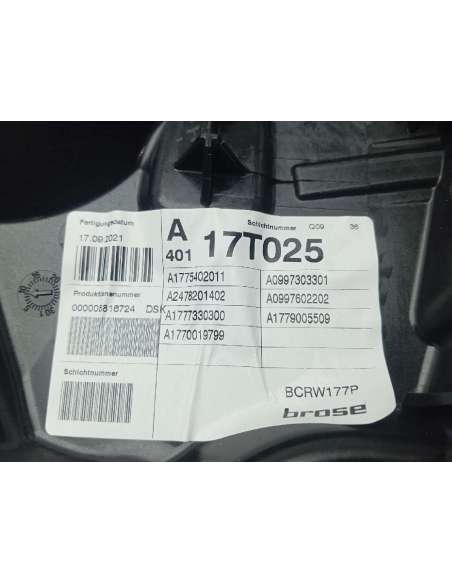 Fertigungsdatum
17.09.2021
A
401
17T025
Schichtnummer Q09 36
Produktionsnummer
000005816724 DSK
A1775402011
A2478201402
A1777330300
A1770019799
A0997303301
A0997602202
A1779005509
Schichtnummer
BCRW177P
brose